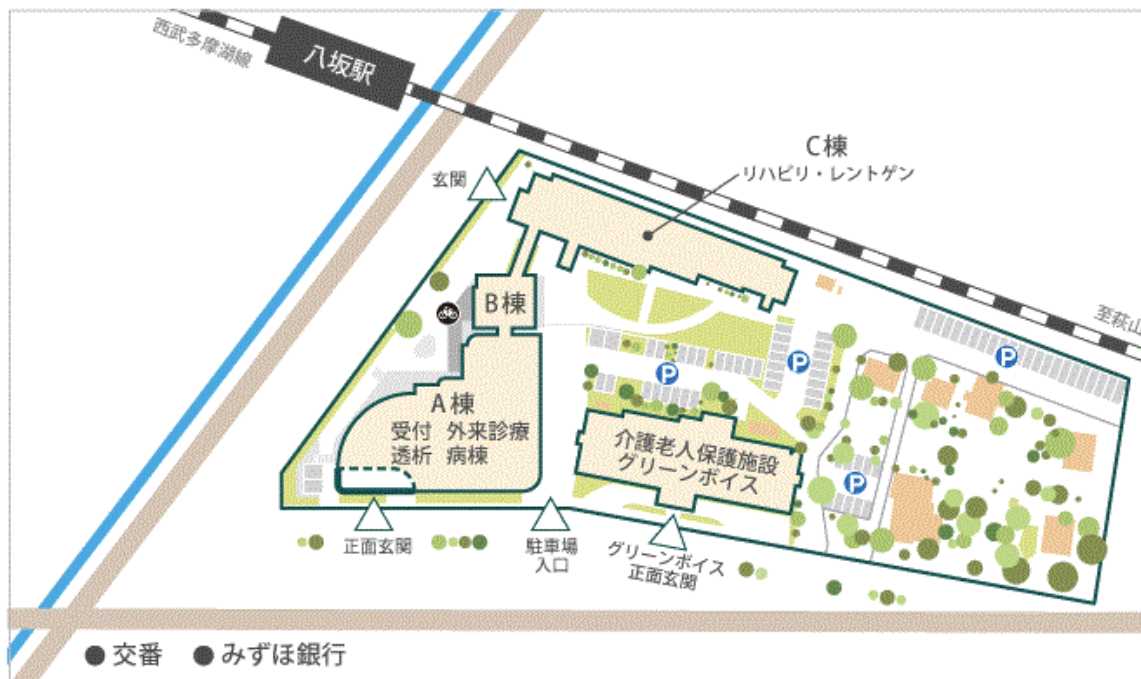 西武多摩湖線
八坂駅
C棟
リハビリ・レントゲン
玄関
B棟
至萩山
P
P
P
A棟
受付 外来診療
透析 病棟
介護老人保護施設
グリーンボイス
P
正面玄関
駐車場
入口
グリーンボイス
正面玄関
● 交番 ● みずほ銀行